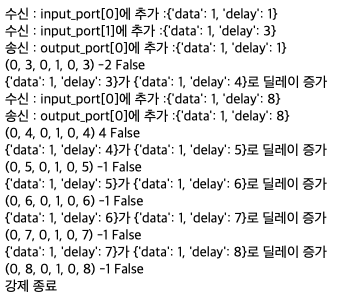 수신 : input_port[0]에 추가 :{'data': 1, 'delay': 1}
수신 : input_port[1]에 추가 :{'data': 1, 'delay': 3}
송신 : output_port[0]에 추가 :{'data': 1, 'delay': 1}
(0, 3, 0, 1, 0, 3) -2 False
{'data': 1, 'delay': 3}가 {'data': 1, 'delay': 4}로 딜레이 증가
수신 : input_port[0]에 추가 :{'data': 1, 'delay': 8}
송신 : output_port[0]에 추가 :{'data': 1, 'delay': 8}
(0, 4, 0, 1, 0, 4) 4 False
{'data': 1, 'delay': 4}가 {'data': 1, 'delay': 5}로 딜레이 증가
(0, 5, 0, 1, 0, 5) -1 False
{'data': 1, 'delay': 5}가 {'data': 1, 'delay': 6}로 딜레이 증가
(0, 6, 0, 1, 0, 6) -1 False
{'data': 1, 'delay': 6}가 {'data': 1, 'delay': 7}로 딜레이 증가
(0, 7, 0, 1, 0, 7) -1 False
{'data': 1, 'delay': 7}가 {'data': 1, 'delay': 8}로 딜레이 증가
(0, 8, 0, 1, 0, 8) -1 False
강제 종료